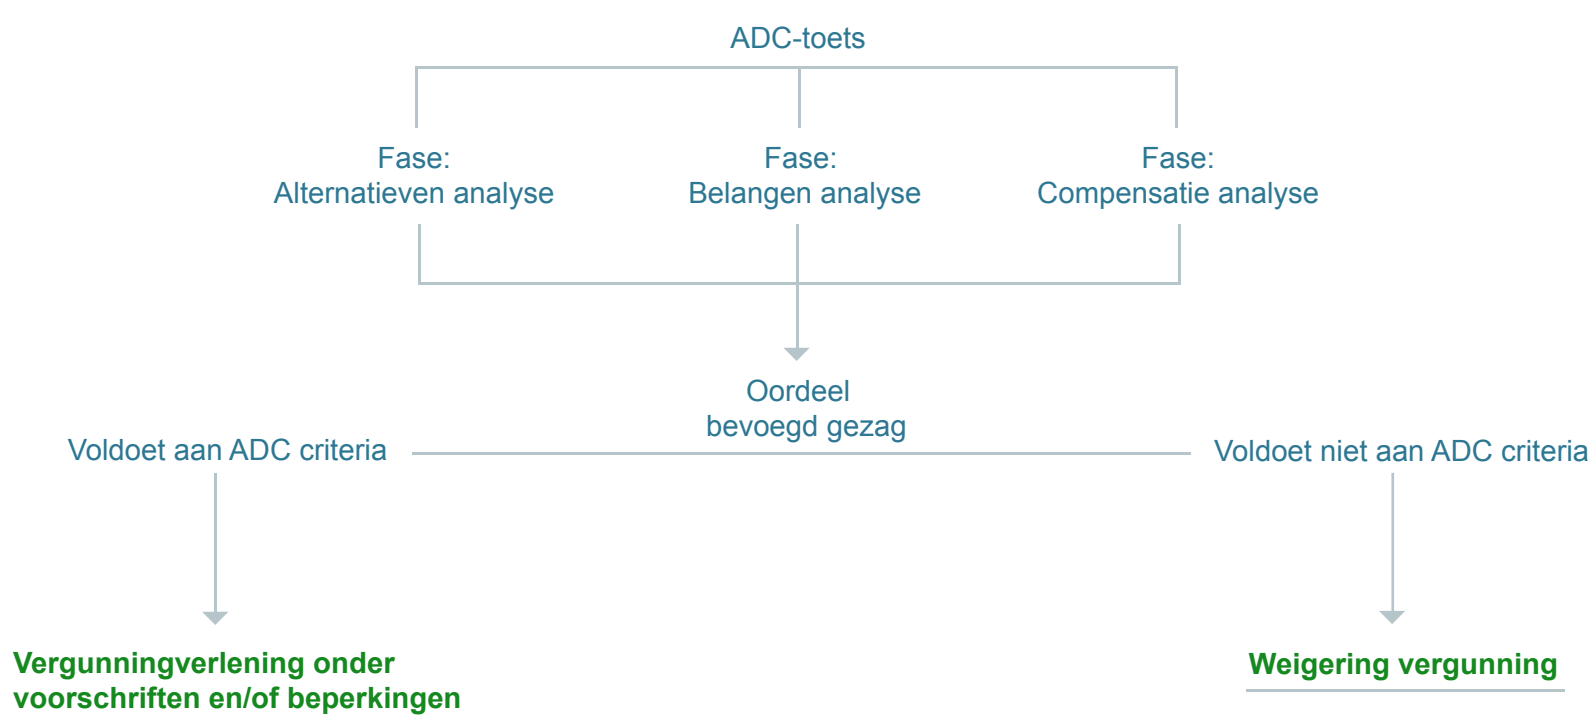 ADC-toets
Fase:
Alternatieven analyse
Fase:
Belangen analyse
Fase:
Compensatie analyse
Oordeel
bevoegd gezag
Voldoet aan ADC criteria
Voldoet niet aan ADC criteria
Vergunningverlening onder
voorschriften en/of beperkingen
Weigering vergunning